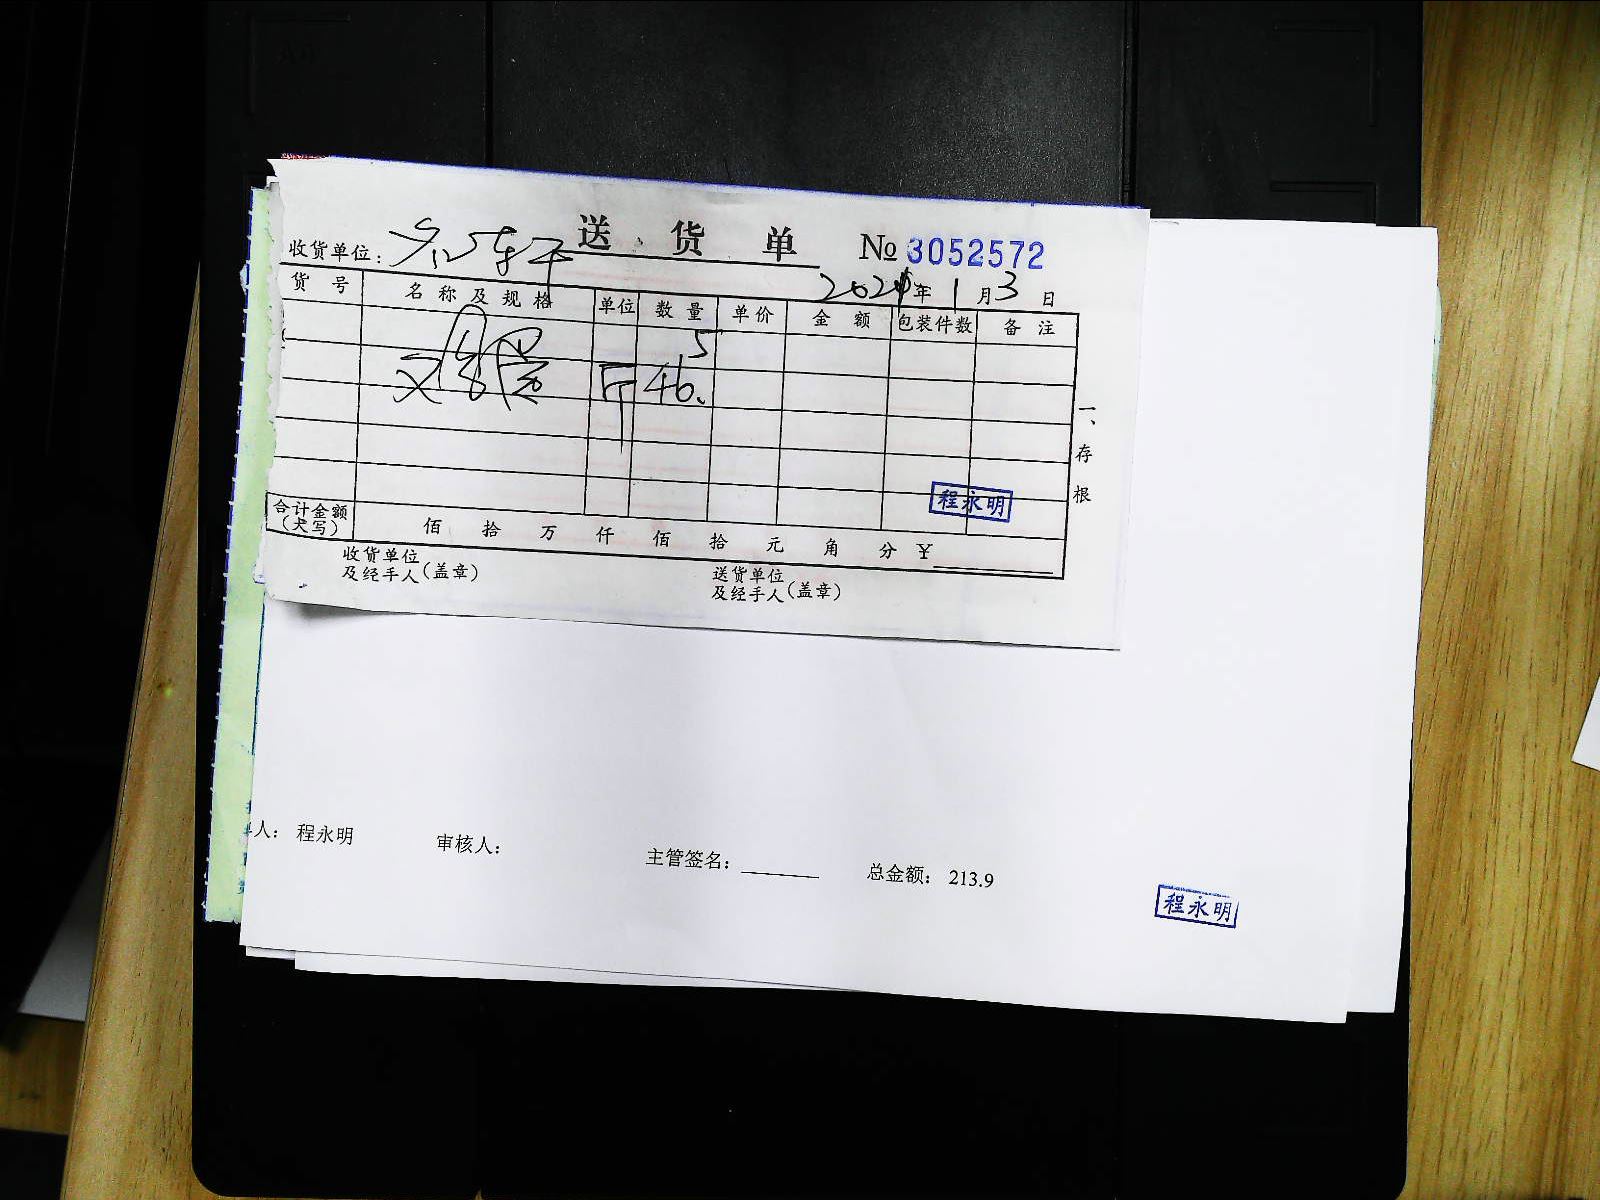 送 货 单 № 3052572
收货单位：
2021年 1月3日
货号 名称及规格 单位 数量 单价 金额 包装件数 备注
5
斤 46.
一、存根
程永明
合计金额（大写） 佰 拾 万 仟 佰 拾 元 角 分 ￥
收货单位及经手人（盖章） 送货单位及经手人（盖章）
人： 程永明 审核人： 主管签名： 总金额： 213.9
程永明